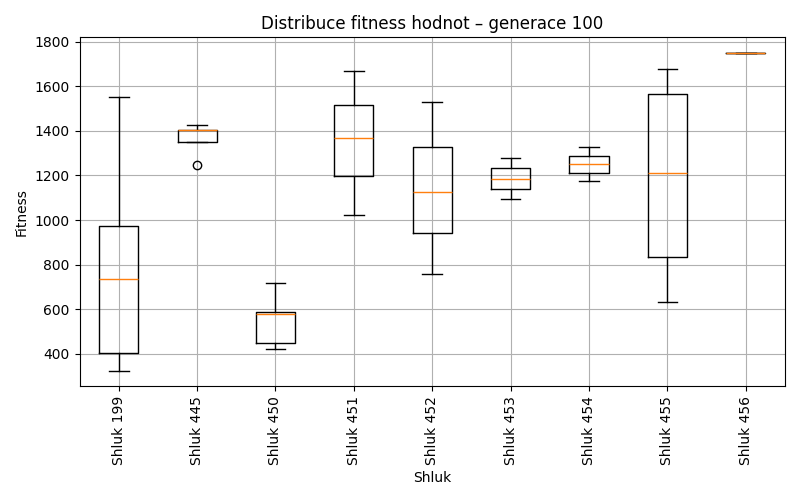 Distribuce fitness hodnot – generace 100
Fitness
1800
1600
1400
1200
1000
800
600
400
Shluk 199
Shluk 445
Shluk 450
Shluk 451
Shluk 452
Shluk 453
Shluk 454
Shluk 455
Shluk 456
Shluk